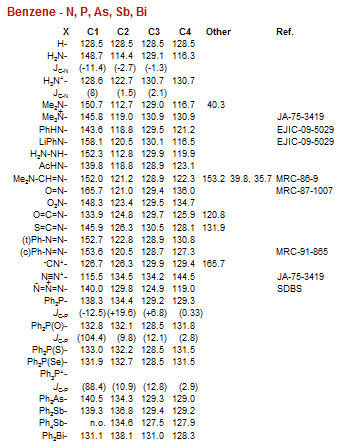 Benzene - N, P, As, Sb, Bi
X C1 C2 C3 C4 Other Ref.
H- 128.5 128.5 128.5 128.5
H₂N- 148.7 114.4 129.1 116.3
J_C-N (-11.4) (-2.7) (-1.3)
H₃N⁺- 128.6 122.7 130.7 130.7
J_C-N (8) (1.5) (2.1)
Me₂N- 150.7 112.7 129.0 116.7 40.3
Me₃N⁺- 145.8 119.0 130.9 130.9 JA-75-3419
PhHN- 143.6 118.8 129.5 121.2 EJIC-09-5029
LiPhN- 158.1 120.5 130.1 116.5 EJIC-09-5029
H₂N-NH- 152.3 112.8 129.9 119.9
AcHN- 139.8 118.8 128.9 123.1
Me₂N-CH=N- 152.0 121.2 128.9 122.3 153.2 39.8, 35.7 MRC-86-9
O=N- 165.7 121.0 129.4 136.0 MRC-87-1007
O₂N- 148.3 123.4 129.5 134.7
O=C=N- 133.9 124.8 129.7 125.9 120.8
S=C=N- 145.9 126.3 130.5 128.1 131.9
(t)Ph-N=N- 152.7 122.8 128.9 130.8
(c)Ph-N=N- 153.6 120.5 128.7 127.3 MRC-91-865
⁻CN⁺- 126.7 126.3 129.9 129.4 165.7
N≡N⁺- 115.5 134.5 134.2 144.5 JA-75-3419
N=N=N- 140.0 129.8 124.9 119.0 SDBS
Ph₂P- 138.3 134.4 129.2 129.3
J_C-P (-12.5) (+19.6) (+6.8) (0.33)
Ph₂P(O)- 132.8 132.1 128.5 131.8
J_C-P (104.4) (9.8) (12.1) (2.8)
Ph₂P(S)- 133.0 132.2 128.5 131.5
Ph₂P(Se)- 131.9 132.7 128.5 131.5
Ph₃P⁺-
J_C-P (88.4) (10.9) (12.8) (2.9)
Ph₂As- 140.5 134.3 129.3 129.0
Ph₂Sb- 139.3 136.8 129.4 129.2
Ph₄Sb- n.o. 134.6 127.5 127.9
Ph₂Bi- 131.1 138.1 131.0 128.3